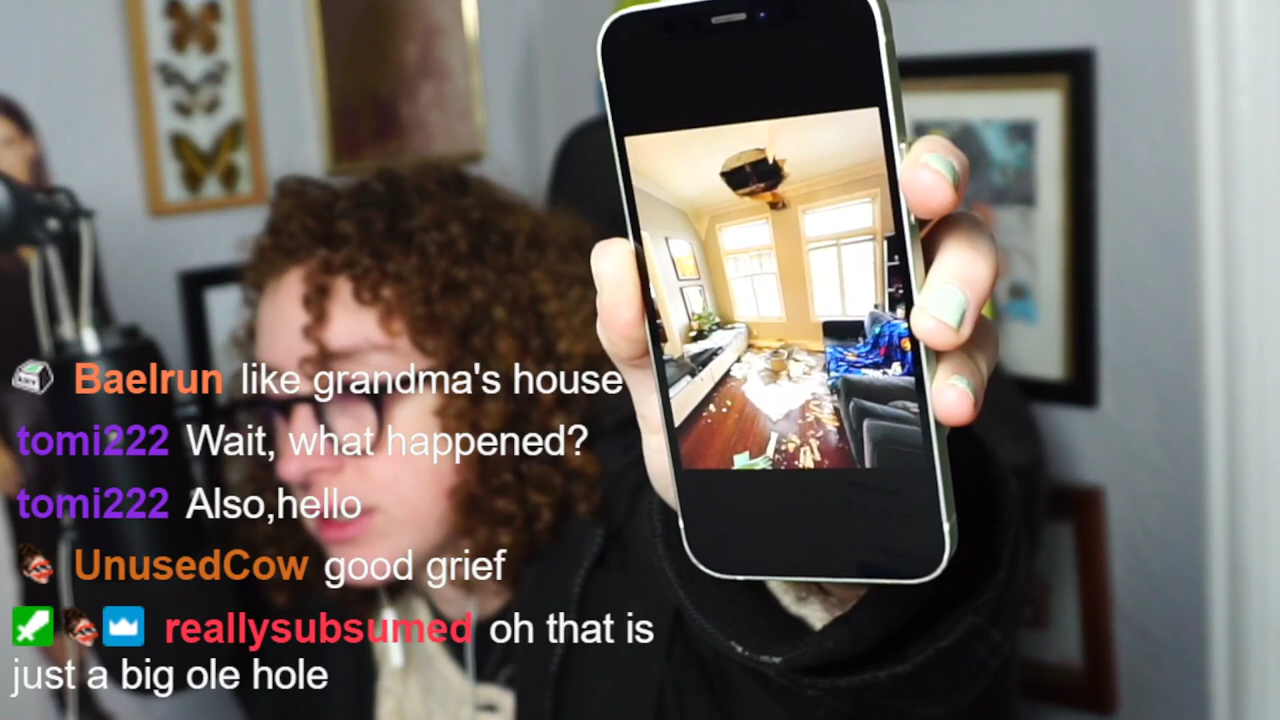 Baelrun like grandma's house
tomi222 Wait, what happened?
tomi222 Also,hello
UnusedCow good grief
reallysubsumed oh that is
just a big ole hole